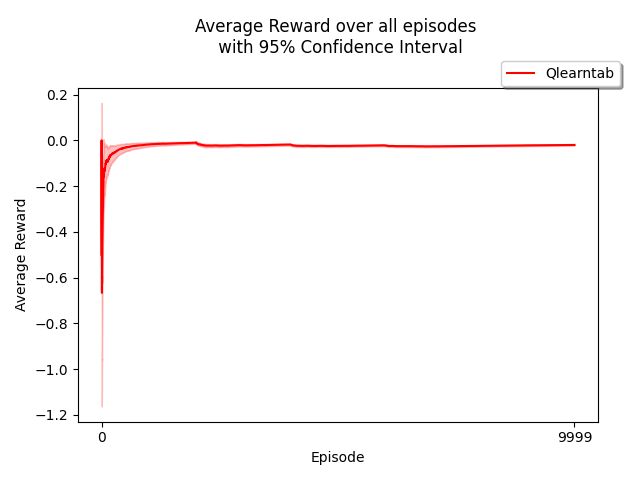 Average Reward over all episodes
with 95% Confidence Interval
Qlearntab
0.2
0.0
−0.2
−0.4
−0.6
−0.8
−1.0
−1.2
Average Reward
0
9999
Episode